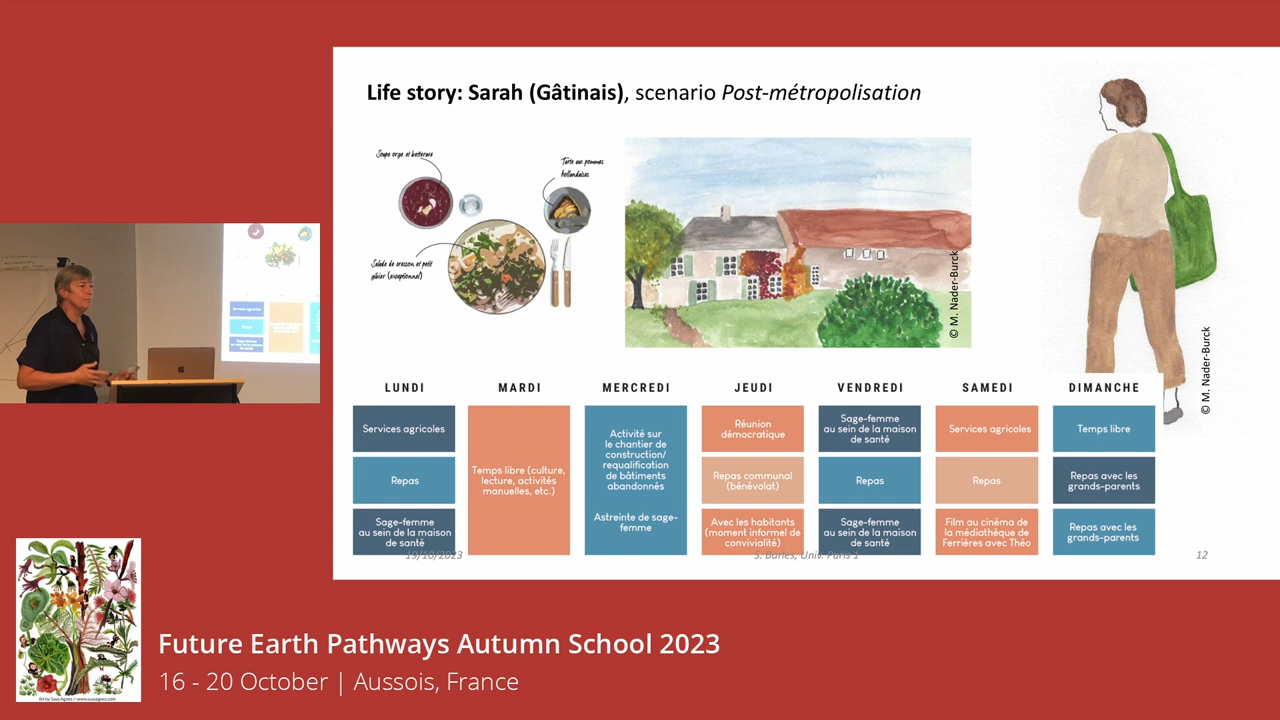 Life story: Sarah (Gâtinais), scenario Post-métropolisation
Soupe orge et betterave
Tarte aux pommes
hollandaises
Salade de cresson et petit
gibier (exceptionnel)
© M. Nader-Burck
© M. Nader-Burck
LUNDI
MARDI
MERCREDI
JEUDI
VENDREDI
SAMEDI
DIMANCHE
Services agricoles
Repas
Sage-femme
au sein de la maison
de santé
Temps libre (culture,
lecture, activités
manuelles, etc.)
Activité sur
le chantier de
construction/
requalification
de bâtiments
abandonnés
Astreinte de sage-
femme
Réunion
démocratique
Repas communal
(bénévolat)
Avec les habitants
(moment informel de
convivialité)
Sage-femme
au sein de la maison
de santé
Repas
Sage-femme
au sein de la maison
de santé
Services agricoles
Repas
Film au cinéma de
la médiathèque de
Ferrières avec Théo
Temps libre
Repas avec les
grands-parents
Repas avec les
grands-parents
19/10/2023
S. Buriès, Univ. Paris 1
12
Services agricoles
Future Earth Pathways Autumn School 2023
16 - 20 October | Aussois, France